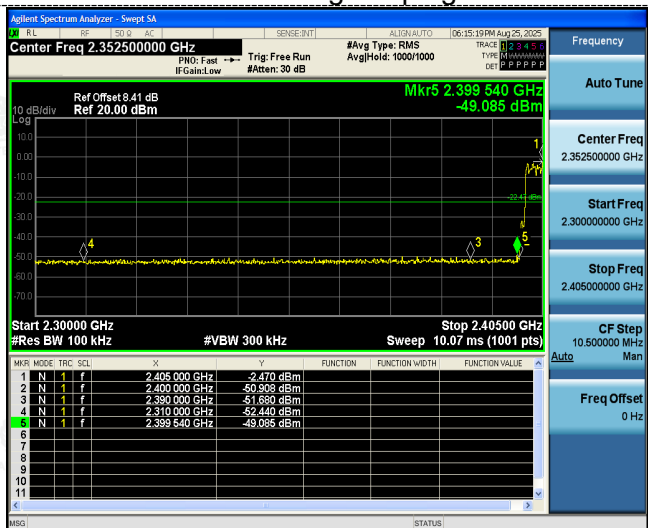 Agilent Spectrum Analyzer - Swept SA
LXI RL RF 50 Ω AC SENSE:INT ALIGN AUTO 06:15:19 PM Aug 25, 2025
Center Freq 2.352500000 GHz #Avg Type: RMS TRACE 1 2 3 4 5 6
PNO: Fast Trig: Free Run Avg|Hold: 1000/1000 TYPE M
IFGain:Low #Atten: 30 dB DET P P P P P P
Frequency
Auto Tune
Ref Offset 8.41 dB Mkr5 2.399 540 GHz
10 dB/div Ref 20.00 dBm -49.085 dBm
Log
10.0
0.00
-10.0
-20.0
-30.0
-40.0
-50.0
-60.0
-70.0
1
-22.47 dBm
4
3
5
Center Freq
2.352500000 GHz
Start Freq
2.300000000 GHz
Stop Freq
2.405000000 GHz
CF Step
10.500000 MHz
Auto Man
Freq Offset
0 Hz
Start 2.30000 GHz Stop 2.40500 GHz
#Res BW 100 kHz #VBW 300 kHz Sweep 10.07 ms (1001 pts)
MKR MODE TRC SCL X Y FUNCTION FUNCTION WIDTH FUNCTION VALUE
1 N 1 f 2.405 000 GHz -2.470 dBm
2 N 1 f 2.400 000 GHz -50.908 dBm
3 N 1 f 2.390 000 GHz -51.680 dBm
4 N 1 f 2.310 000 GHz -52.440 dBm
5 N 1 f 2.399 540 GHz -49.085 dBm
6
7
8
9
10
11
MSG STATUS